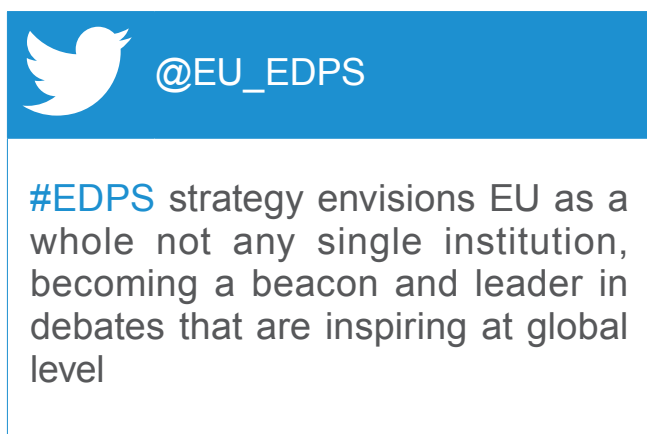 @EU_EDPS
#EDPS strategy envisions EU as a
whole not any single institution,
becoming a beacon and leader in
debates that are inspiring at global
level